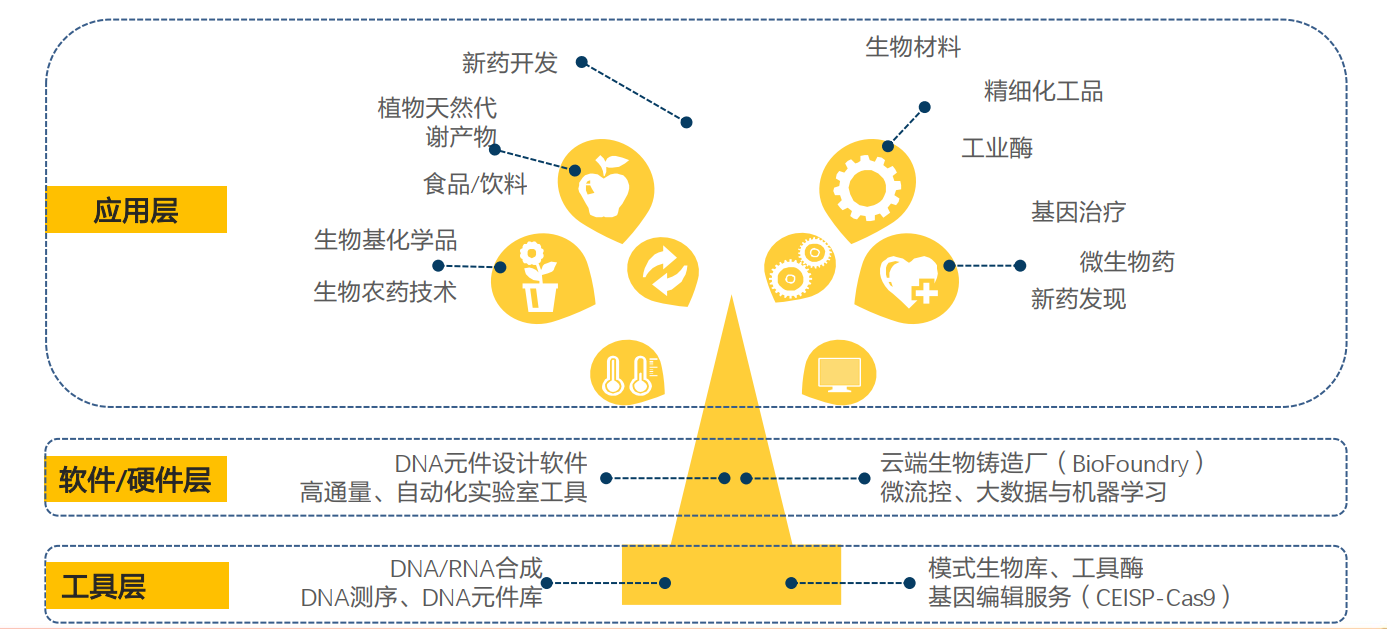 新药开发
植物天然代
谢产物
食品/饮料
生物基化学品
生物农药技术
生物材料
精细化工品
工业酶
基因治疗
微生物药
新药发现
应用层
软件/硬件层
DNA元件设计软件
高通量、自动化实验室工具
云端生物铸造厂（BioFoundry）
微流控、大数据与机器学习
工具层
DNA/RNA合成
DNA测序、DNA元件库
模式生物库、工具酶
基因编辑服务（CEISP-Cas9）